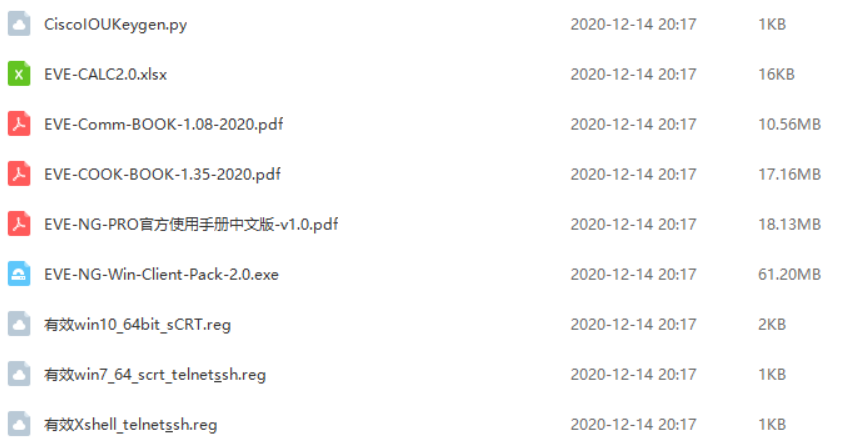 CiscoIOUKeygen.py 2020-12-14 20:17 1KB
EVE-CALC2.0.xlsx 2020-12-14 20:17 16KB
EVE-Comm-BOOK-1.08-2020.pdf 2020-12-14 20:17 10.56MB
EVE-COOK-BOOK-1.35-2020.pdf 2020-12-14 20:17 17.16MB
EVE-NG-PRO官方使用手册中文版-v1.0.pdf 2020-12-14 20:17 18.13MB
EVE-NG-Win-Client-Pack-2.0.exe 2020-12-14 20:17 61.20MB
有效win10_64bit_sCRT.reg 2020-12-14 20:17 2KB
有效win7_64_scrt_telnetssh.reg 2020-12-14 20:17 1KB
有效Xshell_telnetssh.reg 2020-12-14 20:17 1KB